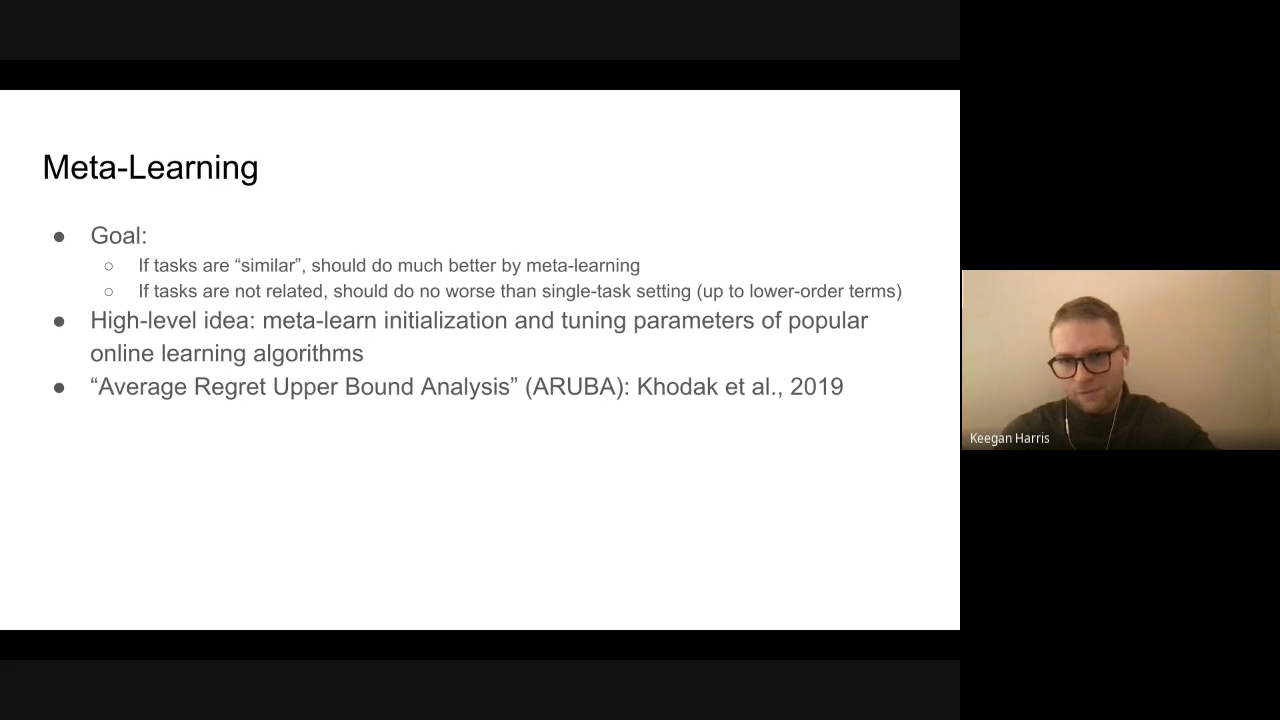 Meta-Learning
● Goal:
○ If tasks are “similar”, should do much better by meta-learning
○ If tasks are not related, should do no worse than single-task setting (up to lower-order terms)
● High-level idea: meta-learn initialization and tuning parameters of popular
online learning algorithms
● “Average Regret Upper Bound Analysis” (ARUBA): Khodak et al., 2019
Keegan Harris